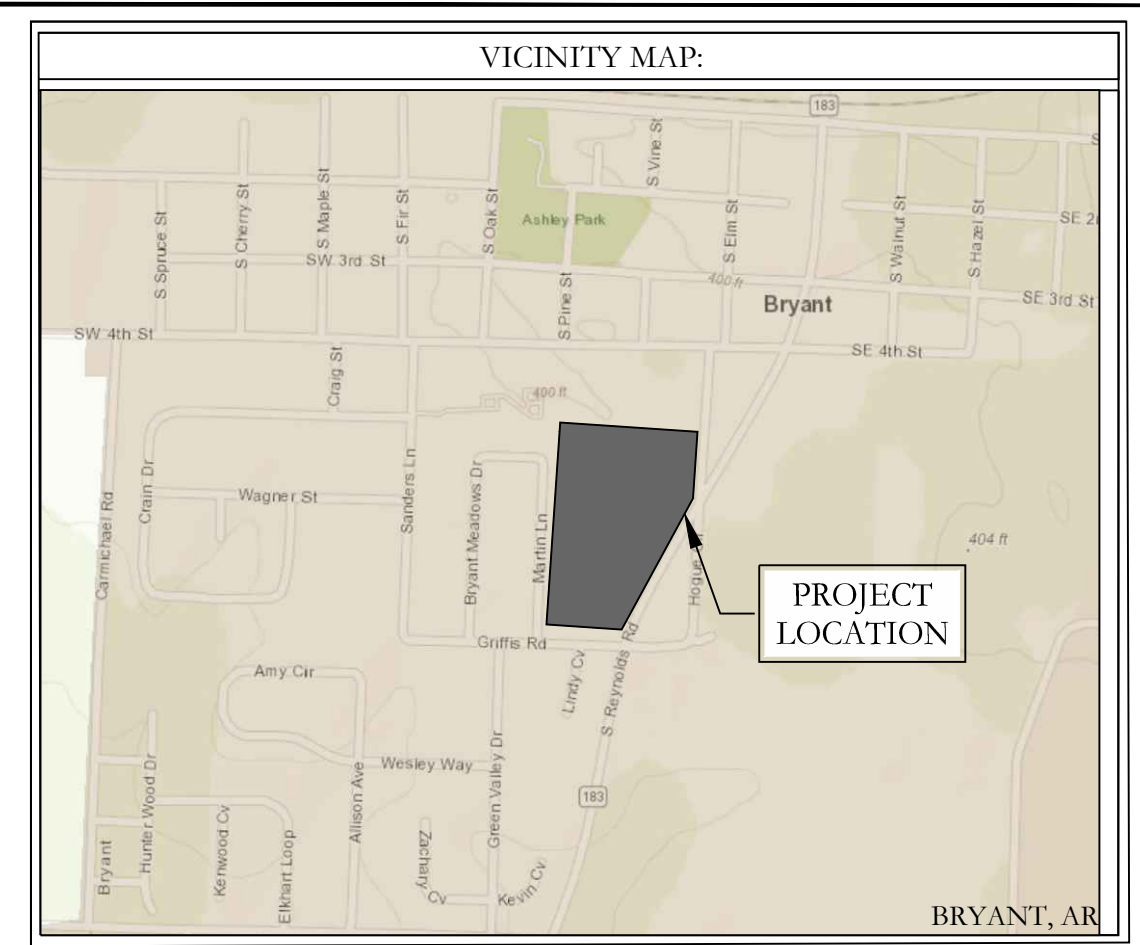 VICINITY MAP:
183
S Vine St
S Cherry St
S Maple St
S Fir St
S Oak St
Ashley Park
S Spruce St
S Elm St
S Walnut St
S Hazel St
SE 2
SW 3rd St
400 ft
S Pine St
Bryant
SE 3rd St
SW 4th St
SE 4th St
Craig St
400 ft
Crain Dr
Wagner St
Sanders Ln
Bryant Meadows Dr
Martin Ln
Carmichael Rd
404 ft
Hogue
PROJECT
LOCATION
Griffis Rd
Amy Cir
Lindy Cv
S Reynolds Rd
Wesley Way
Green Valley Dr
Hunter Wood Dr
Allison Ave
183
Bryant
Kenwood Cv
Elkhart Loop
Zachary
Cv
Kevin Cv
BRYANT, AR